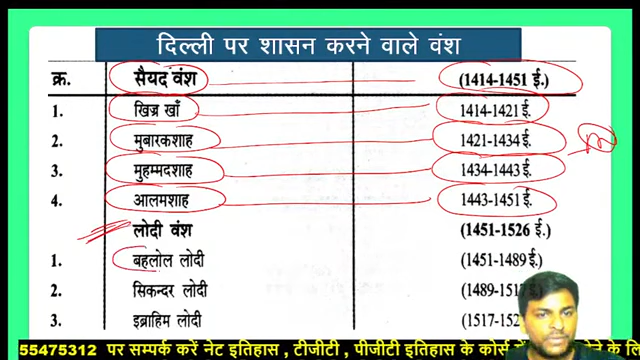 दिल्ली पर शासन करने वाले वंश
क्र. सैयद वंश (1414-1451 ई.)
1. खिज्र खाँ 1414-1421 ई.
2. मुबारकशाह 1421-1434 ई.
3. मुहम्मदशाह 1434-1443 ई.
4. आलमशाह 1443-1451 ई.
लोदी वंश (1451-1526 ई.)
1. बहलोल लोदी (1451-1489 ई.)
2. सिकन्दर लोदी (1489-1517 ई.)
3. इब्राहिम लोदी (1517-152
55475312 पर सम्पर्क करें नेट इतिहास , टीजीटी , पीजीटी इतिहास के कोर्स के लि